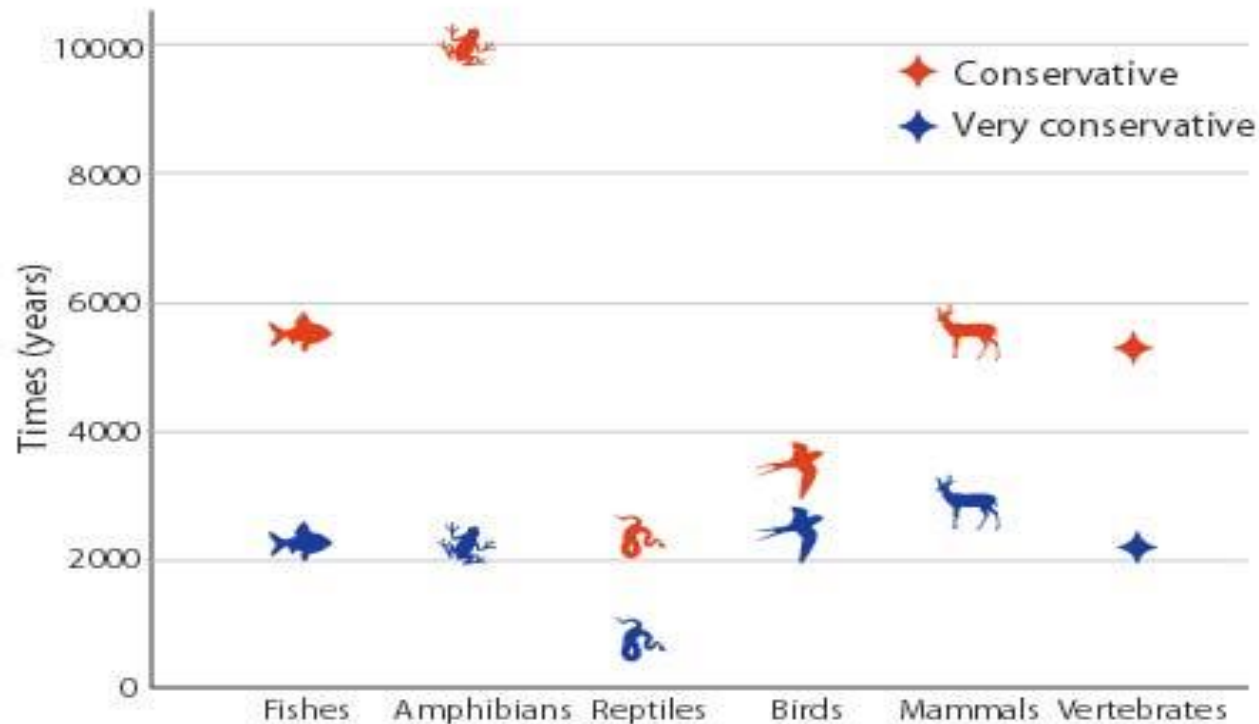 10000
Conservative
Very conservative
8000
6000
Times (years)
4000
2000
0
Fishes Amphibians Reptiles Birds Mammals Vertebrates